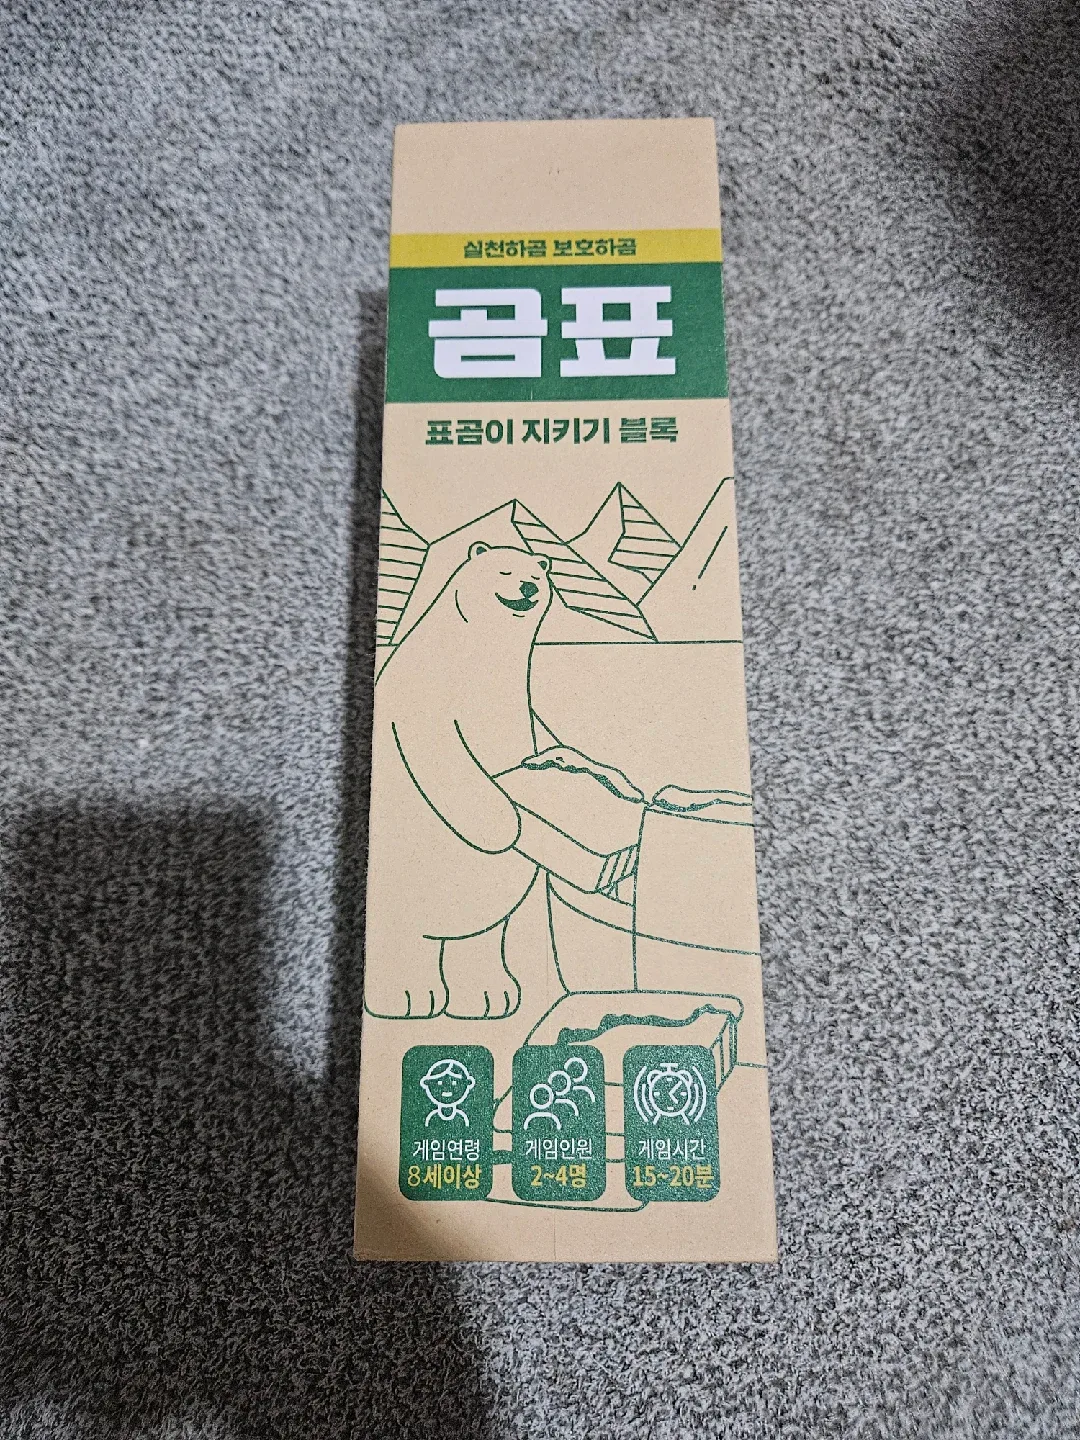 실천하곰 보호하곰
곰표
표곰이 지키기 블록
게임연령
8세이상
게임인원
2~4명
게임시간
15~20분